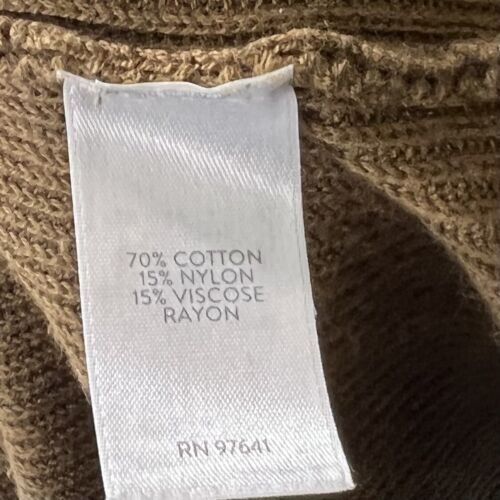 70% COTTON
15% NYLON
15% VISCOSE
RAYON
RN 97641